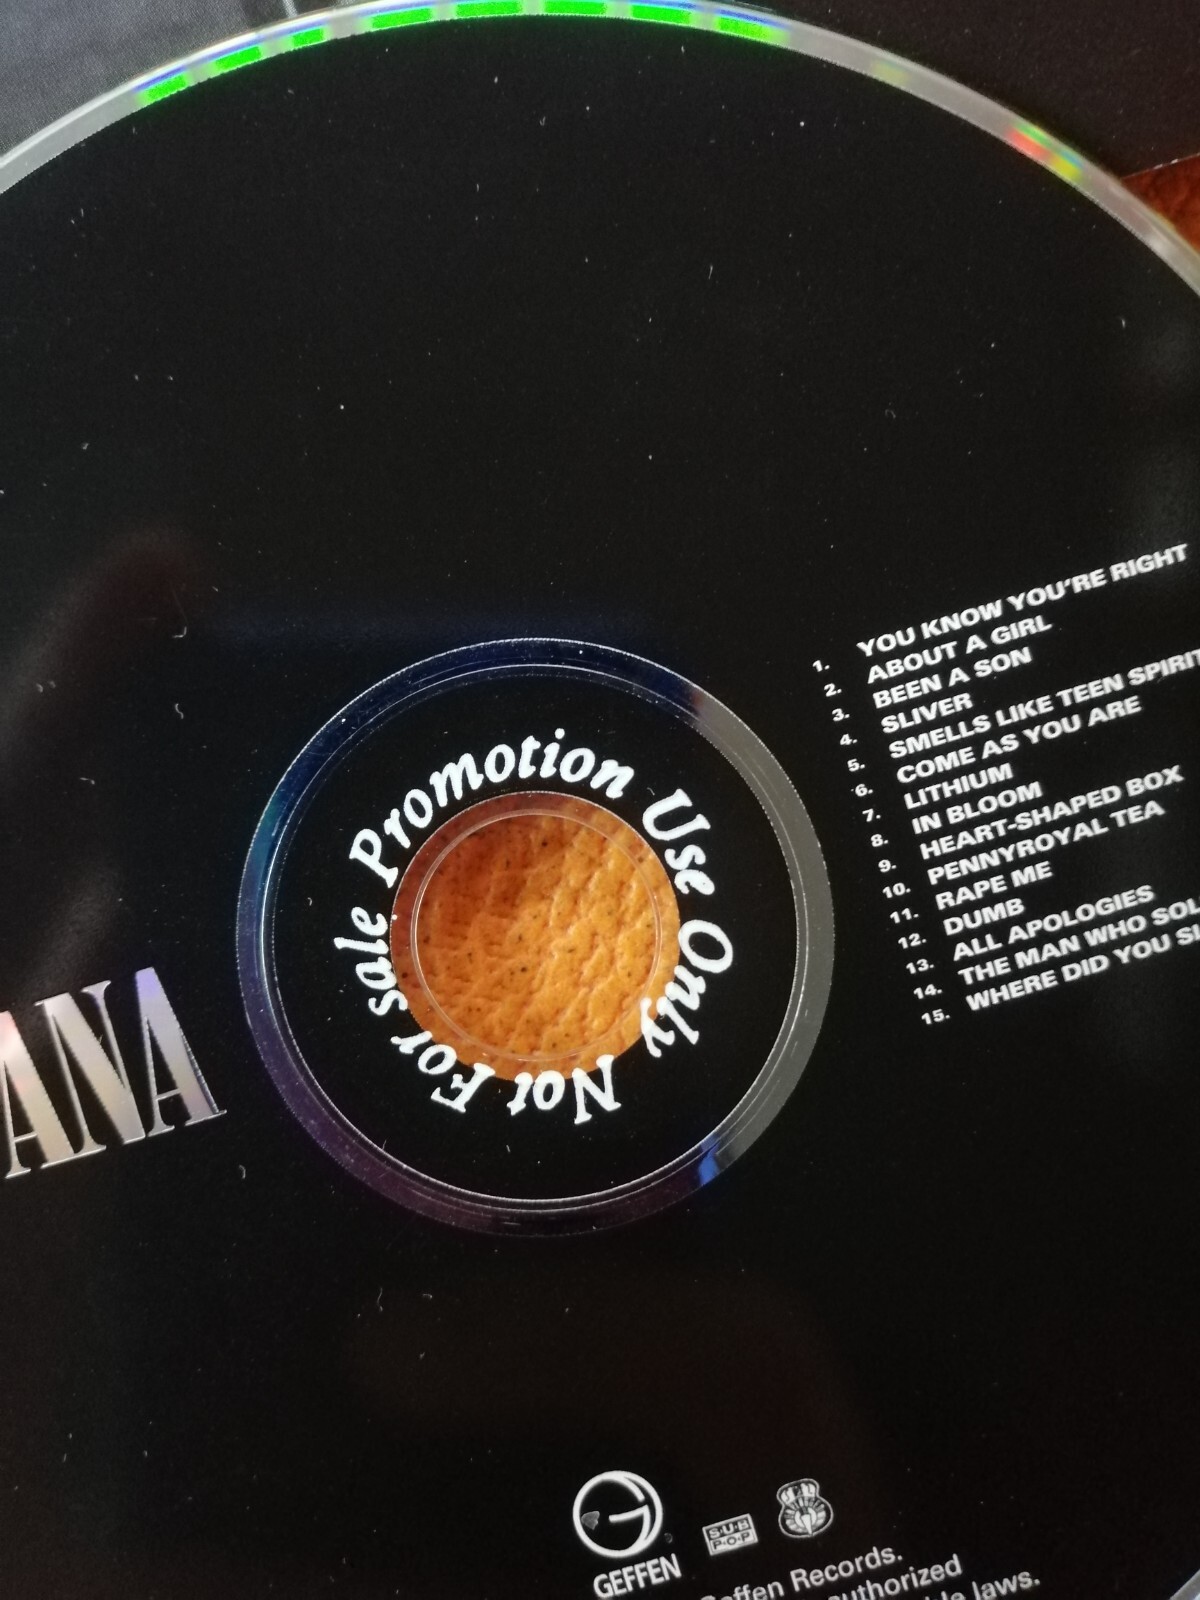 Promotion Use Only Not For sale
ANA
1. YOU KNOW YOU'RE RIGHT
2. ABOUT A GIRL
3. BEEN A SON
4. SLIVER
5. SMELLS LIKE TEEN SPIRIT
6. COME AS YOU ARE
7. LITHIUM
8. IN BLOOM
9. HEART-SHAPED BOX
10. PENNYROYAL TEA
11. RAPE ME
12. DUMB
13. ALL APOLOGIES
14. THE MAN WHO SOL
15. WHERE DID YOU
GEFFEN
SUB
POP
Geffen Records.
authorized
laws.